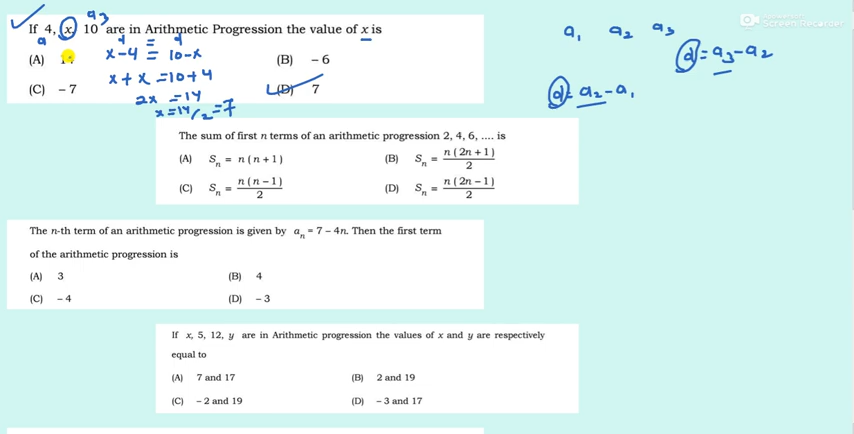 a₃
a₁ a₂ a₃
If 4, x, 10 are in Arithmetic Progression the value of x is
a d = d
d = a₃ - a₂
(A) 14 (B) – 6
x - 4 = 10 - x
x + x = 10 + 4
(C) – 7 (D) 7
d = a₂ - a₁
2x = 14
x = 14/2 = 7
The sum of first n terms of an arithmetic progression 2, 4, 6, .... is
(A) Sₙ = n ( n + 1 ) (B) Sₙ = n ( 2n + 1 ) / 2
(C) Sₙ = n ( n – 1 ) / 2 (D) Sₙ = n ( 2n – 1 ) / 2
The n-th term of an arithmetic progression is given by aₙ = 7 – 4n. Then the first term
of the arithmetic progression is
(A) 3 (B) 4
(C) – 4 (D) – 3
If x, 5, 12, y are in Arithmetic progression the values of x and y are respectively
equal to
(A) 7 and 17 (B) 2 and 19
(C) – 2 and 19 (D) – 3 and 17
Screen Recorder